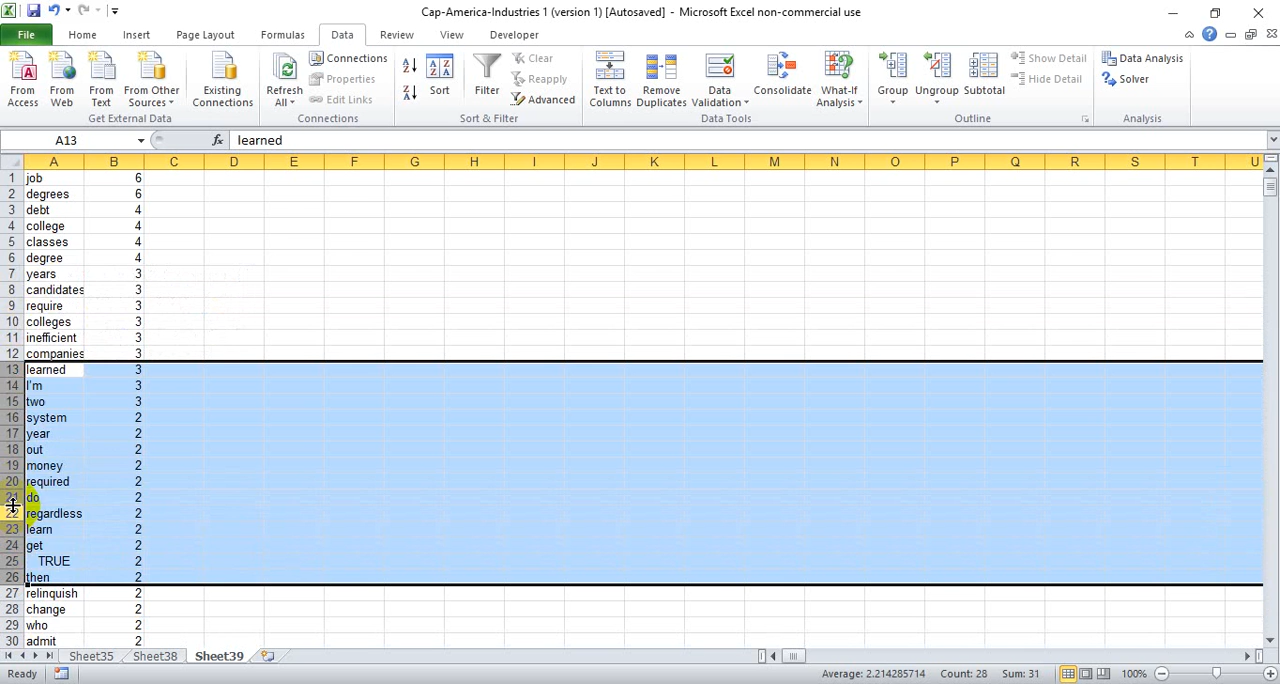 Cap-America-Industries 1 (version 1) [Autosaved] - Microsoft Excel non-commercial use
File Home Insert Page Layout Formulas Data Review View Developer
From Access From Web From Text From Other Sources Existing Connections
Get External Data
Refresh All Connections Properties Edit Links
Connections
Sort Filter Clear Reapply Advanced
Sort & Filter
Text to Columns Remove Duplicates Data Validation Consolidate What-If Analysis
Data Tools
Group Ungroup Subtotal Show Detail Hide Detail
Outline
Data Analysis Solver
Analysis
A13 fx learned
A B C D E F G H I J K L M N O P Q R S T U
1 job 6
2 degrees 6
3 debt 4
4 college 4
5 classes 4
6 degree 4
7 years 3
8 candidates 3
9 require 3
10 colleges 3
11 inefficient 3
12 companies 3
13 learned 3
14 I'm 3
15 two 3
16 system 2
17 year 2
18 out 2
19 money 2
20 required 2
21 do 2
22 regardless 2
23 learn 2
24 get 2
25 TRUE 2
26 then 2
27 relinquish 2
28 change 2
29 who 2
30 admit 2
Sheet35 Sheet38 Sheet39
Ready Average: 2.214285714 Count: 28 Sum: 31 100%